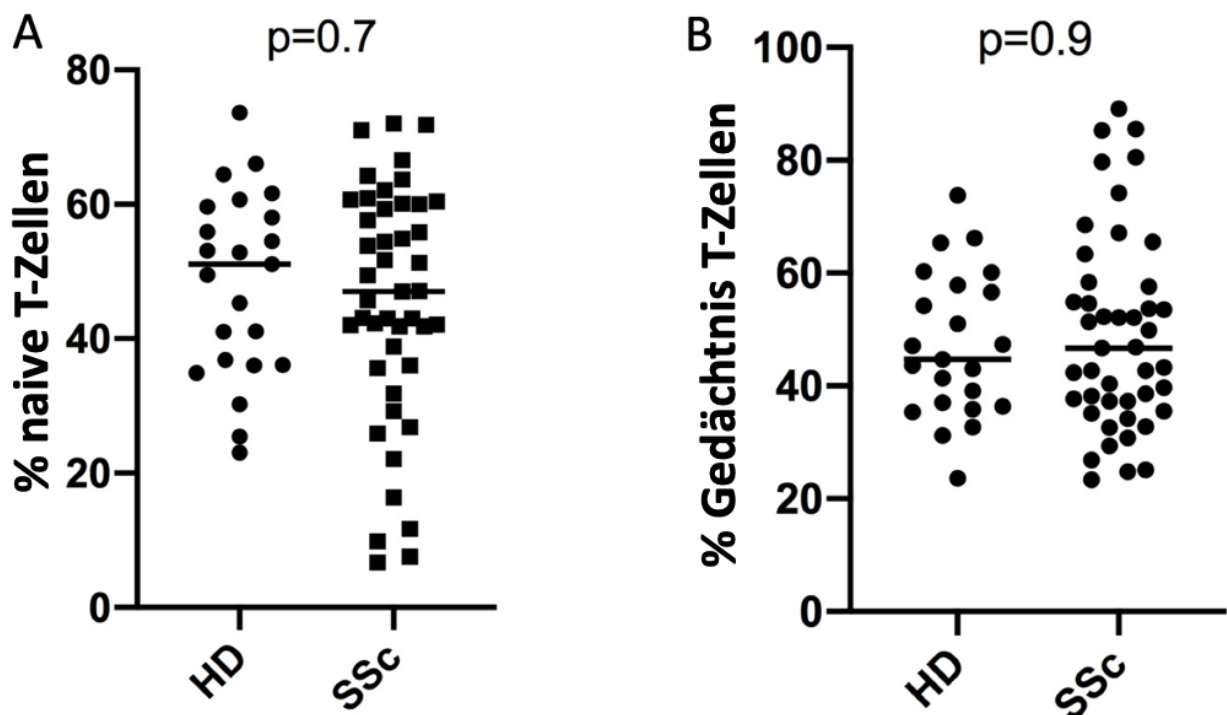 A
p=0.7
% naive T-Zellen
80
60
40
20
0
HD
SSc
B
p=0.9
% Gedächtnis T-Zellen
100
80
60
40
20
0
HD
SSc